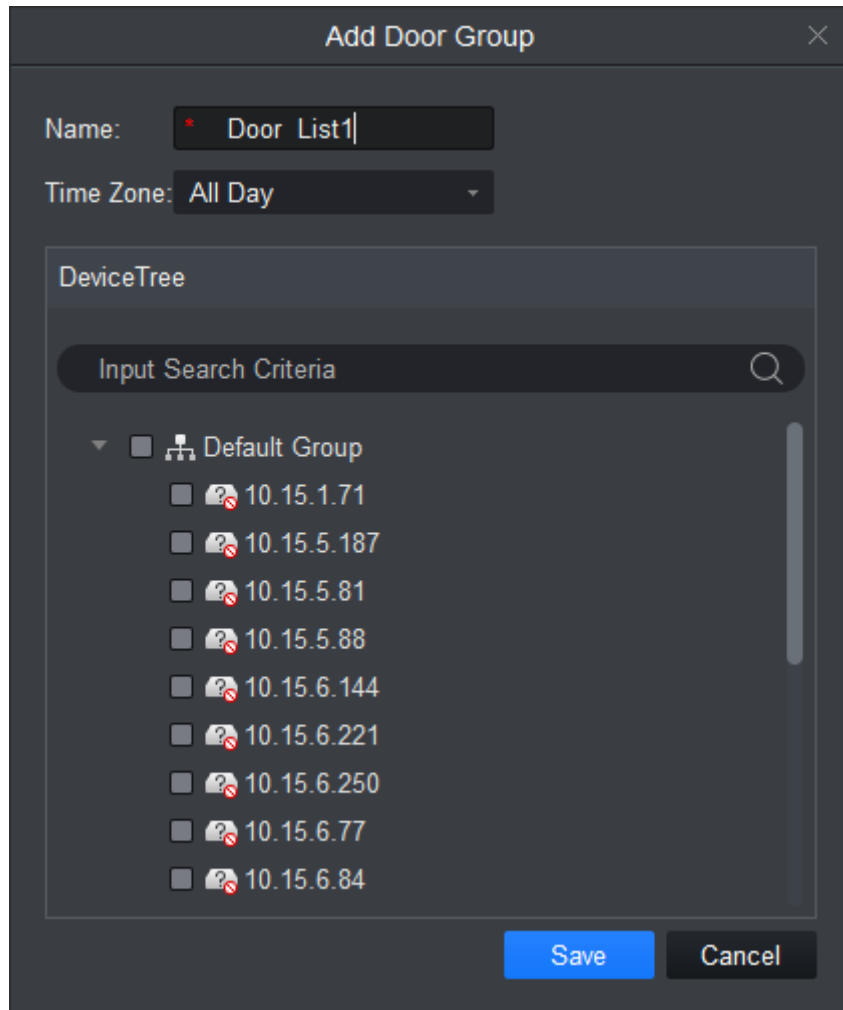 Add Door Group
Name: * Door List1
Time Zone: All Day
DeviceTree
Input Search Criteria
Default Group
10.15.1.71
10.15.5.187
10.15.5.81
10.15.5.88
10.15.6.144
10.15.6.221
10.15.6.250
10.15.6.77
10.15.6.84
Save Cancel